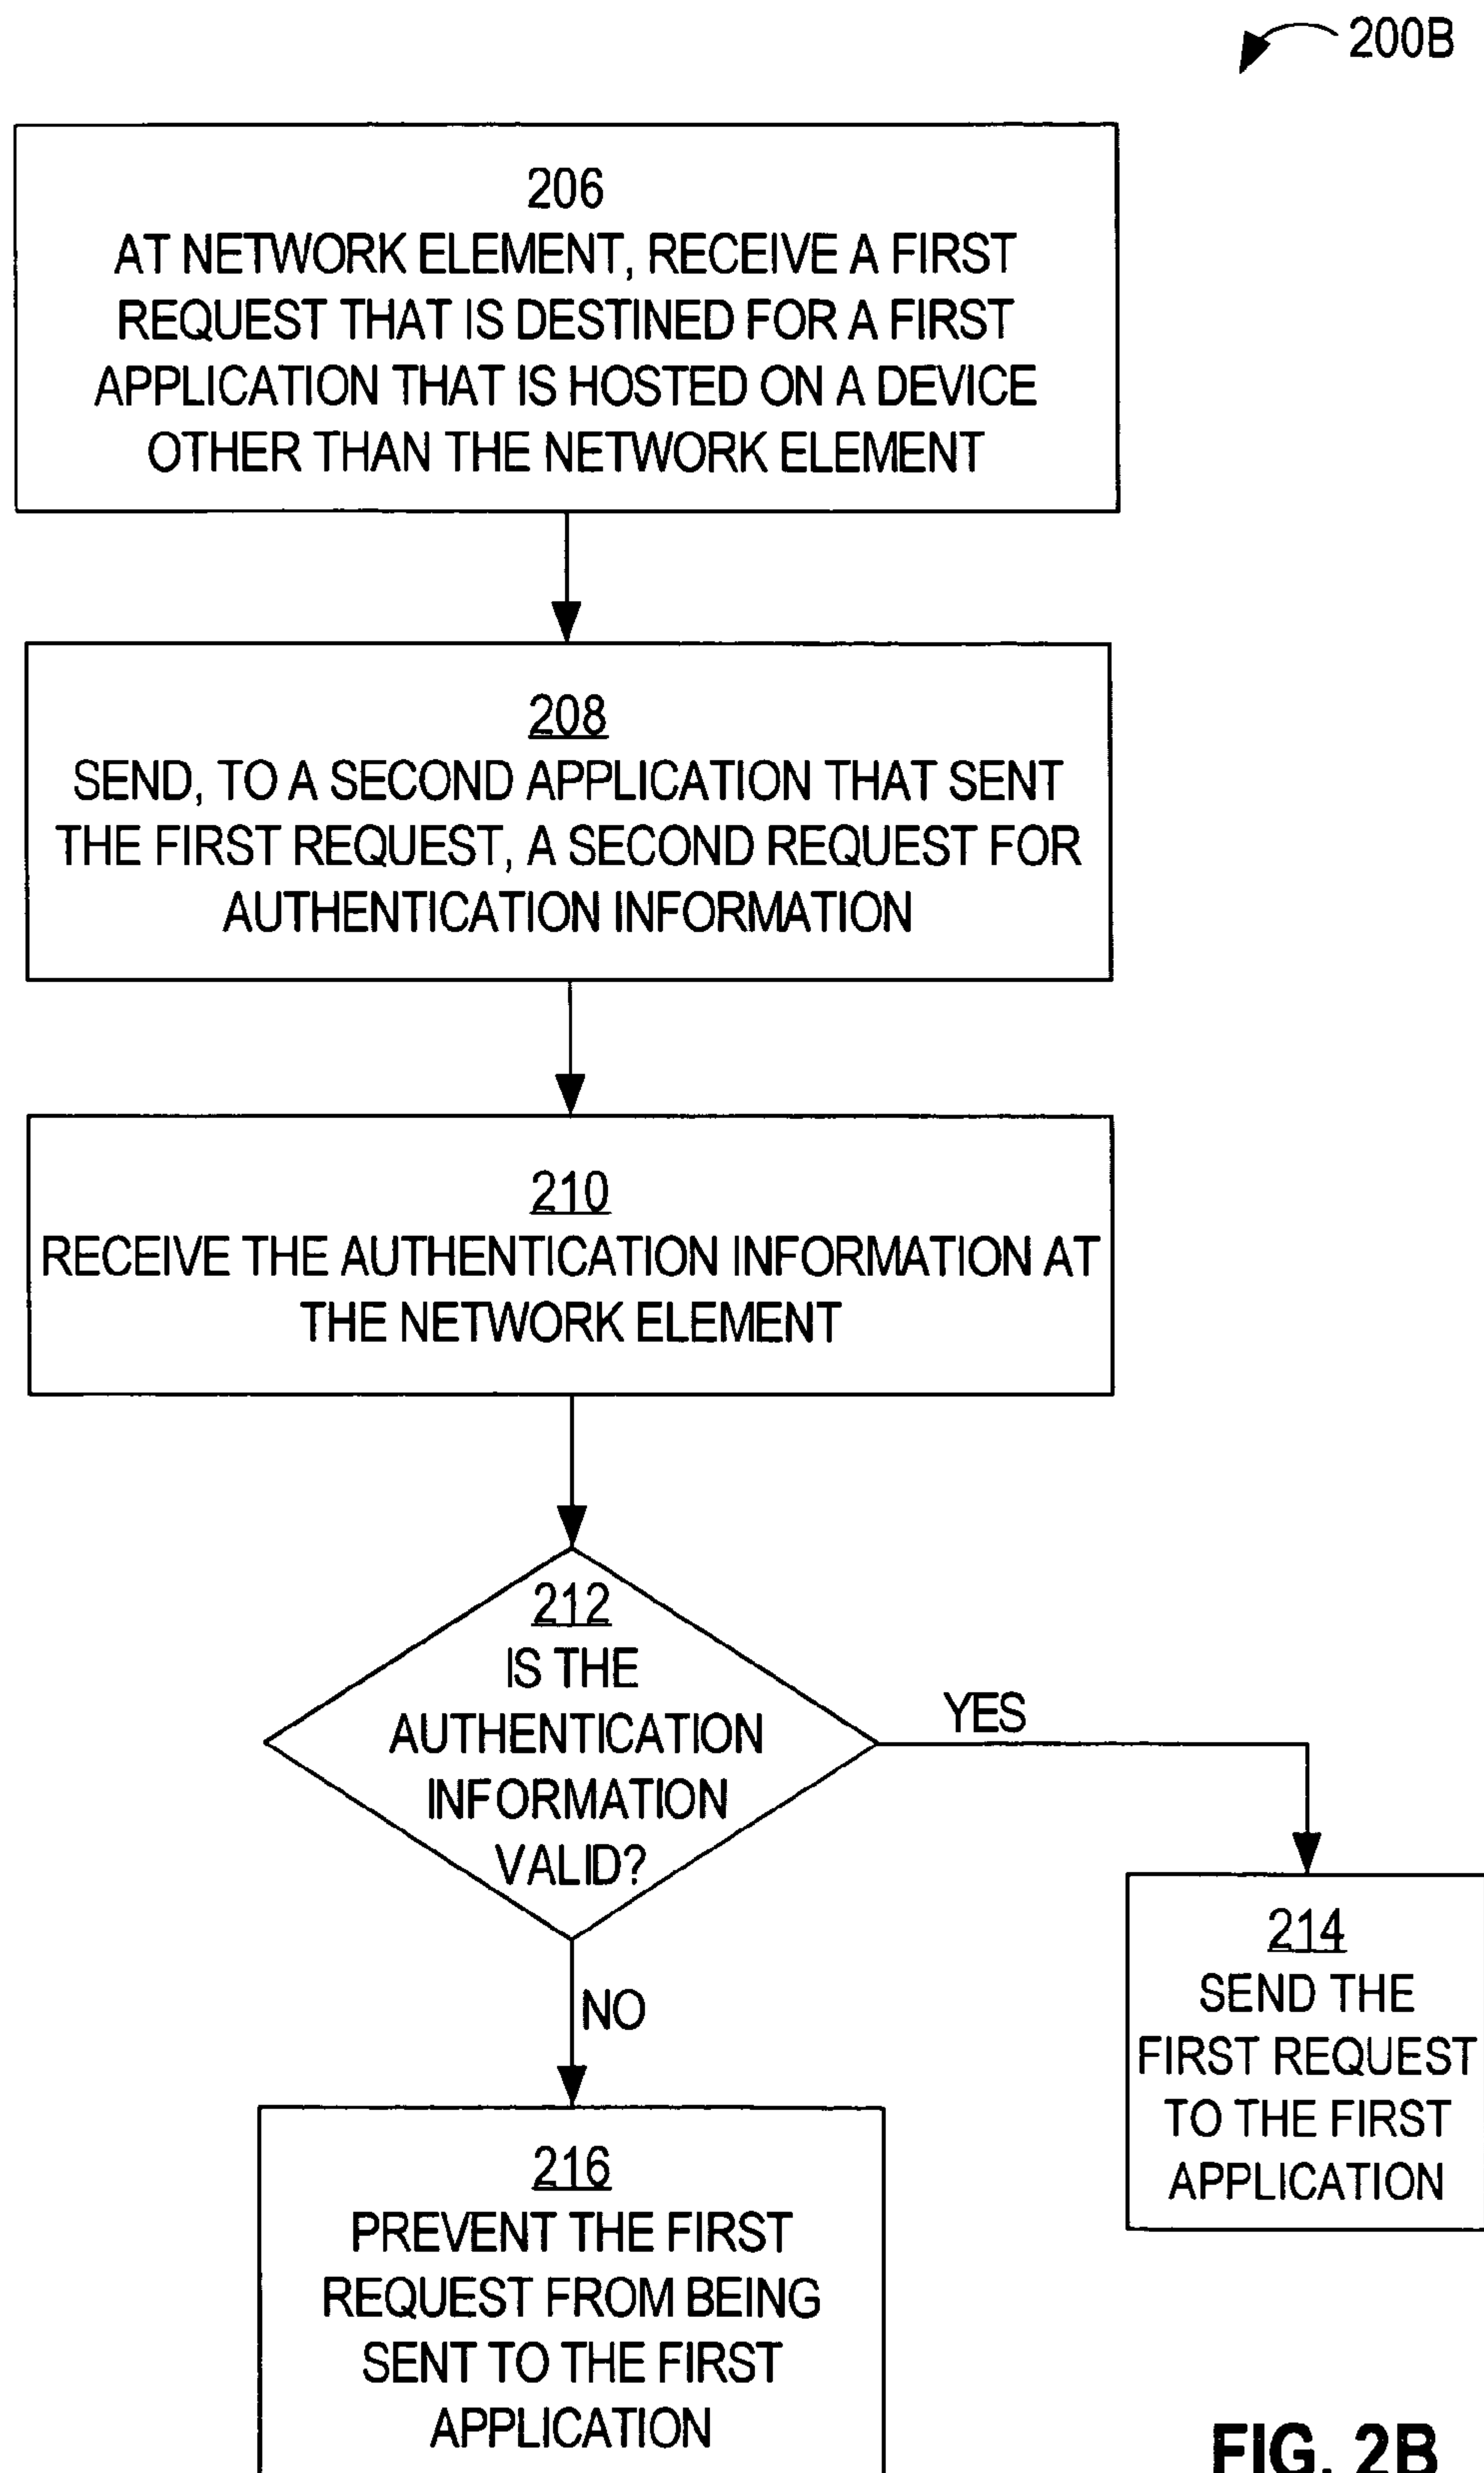 200B
206
AT NETWORK ELEMENT, RECEIVE A FIRST
REQUEST THAT IS DESTINED FOR A FIRST
APPLICATION THAT IS HOSTED ON A DEVICE
OTHER THAN THE NETWORK ELEMENT
208
SEND, TO A SECOND APPLICATION THAT SENT
THE FIRST REQUEST, A SECOND REQUEST FOR
AUTHENTICATION INFORMATION
210
RECEIVE THE AUTHENTICATION INFORMATION AT
THE NETWORK ELEMENT
212
IS THE
AUTHENTICATION
INFORMATION
VALID?
YES
214
SEND THE
FIRST REQUEST
TO THE FIRST
APPLICATION
NO
216
PREVENT THE FIRST
REQUEST FROM BEING
SENT TO THE FIRST
APPLICATION
FIG. 2B